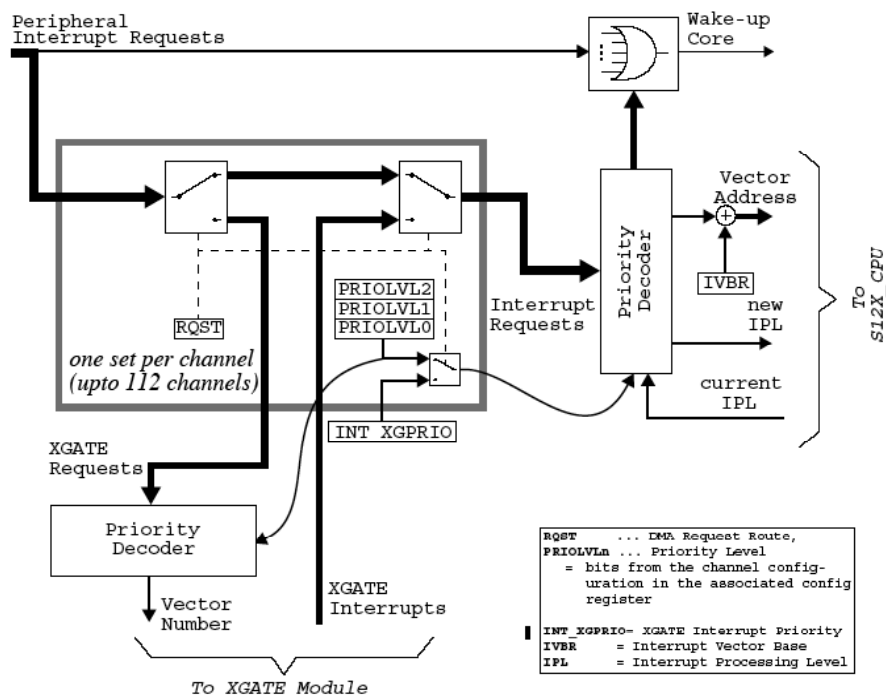 Peripheral
Interrupt Requests
Wake-up
Core
Vector
Address
Priority
Decoder
IVBR
new
IPL
current
IPL
To
S12X_CPU
Interrupt
Requests
PRIOLVL2
PRIOLVL1
PRIOLVL0
RQST
one set per channel
(upto 112 channels)
INT XGPRIO
XGATE
Requests
Priority
Decoder
Vector
Number
XGATE
Interrupts
To XGATE Module
RQST ... DMA Request Route,
PRIOLVLn ... Priority Level
= bits from the channel config-
uration in the associated config
register
INT_XGPRIO= XGATE Interrupt Priority
IVBR = Interrupt Vector Base
IPL = Interrupt Processing Level